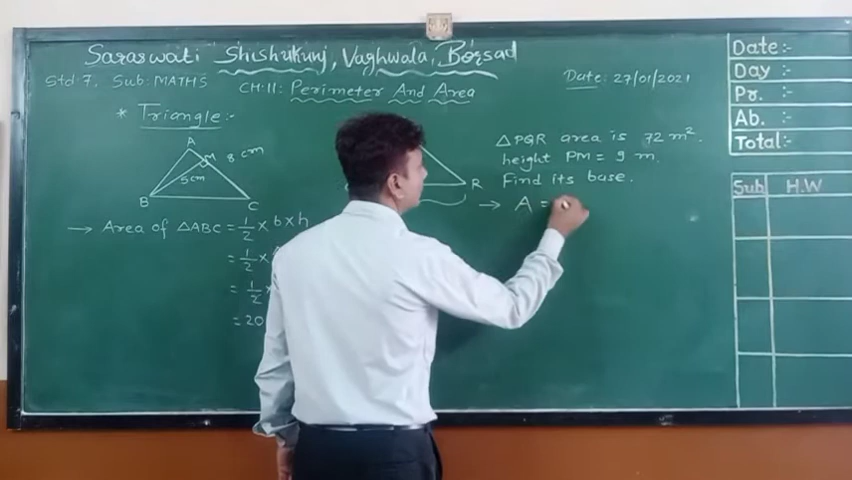 Saraswati Shishukunj, Vaghwala, Borsad
Std:7, Sub: MATHS
CH:11: Perimeter And Area
Date: 27/01/2021
* Triangle:-
A
M
8 cm
5cm
B
C
→ Area of △ABC = 1/2 × b × h
= 1/2 ×
= 1/2 ×
= 20
R
△PQR area is 72 m².
height PM = 9 m.
Find its base.
→ A =
Date:-
Day :-
Pr. :-
Ab. :-
Total:-
Sub H.W